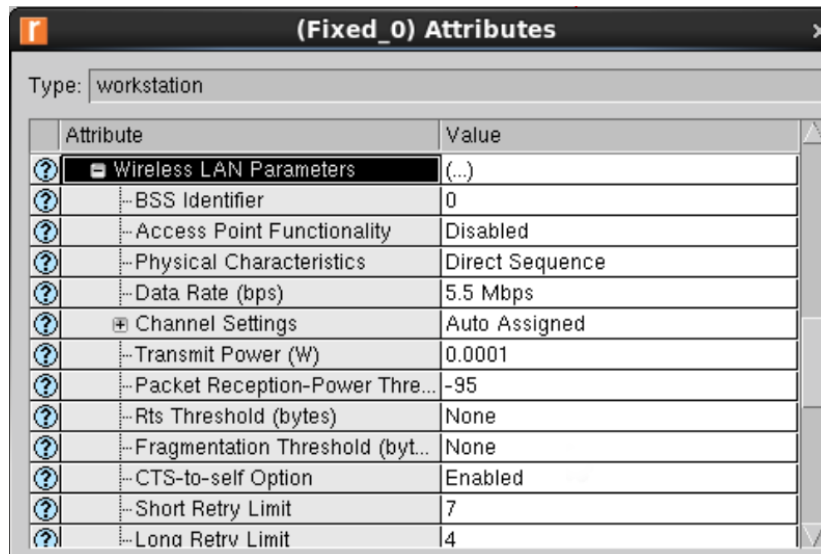 r (Fixed_0) Attributes ×
Type: workstation
Attribute Value
? Wireless LAN Parameters (...)
? BSS Identifier 0
? Access Point Functionality Disabled
? Physical Characteristics Direct Sequence
? Data Rate (bps) 5.5 Mbps
? Channel Settings Auto Assigned
? Transmit Power (W) 0.0001
? Packet Reception-Power Thre... -95
? Rts Threshold (bytes) None
? Fragmentation Threshold (byt... None
? CTS-to-self Option Enabled
? Short Retry Limit 7
? Long Retry Limit 4